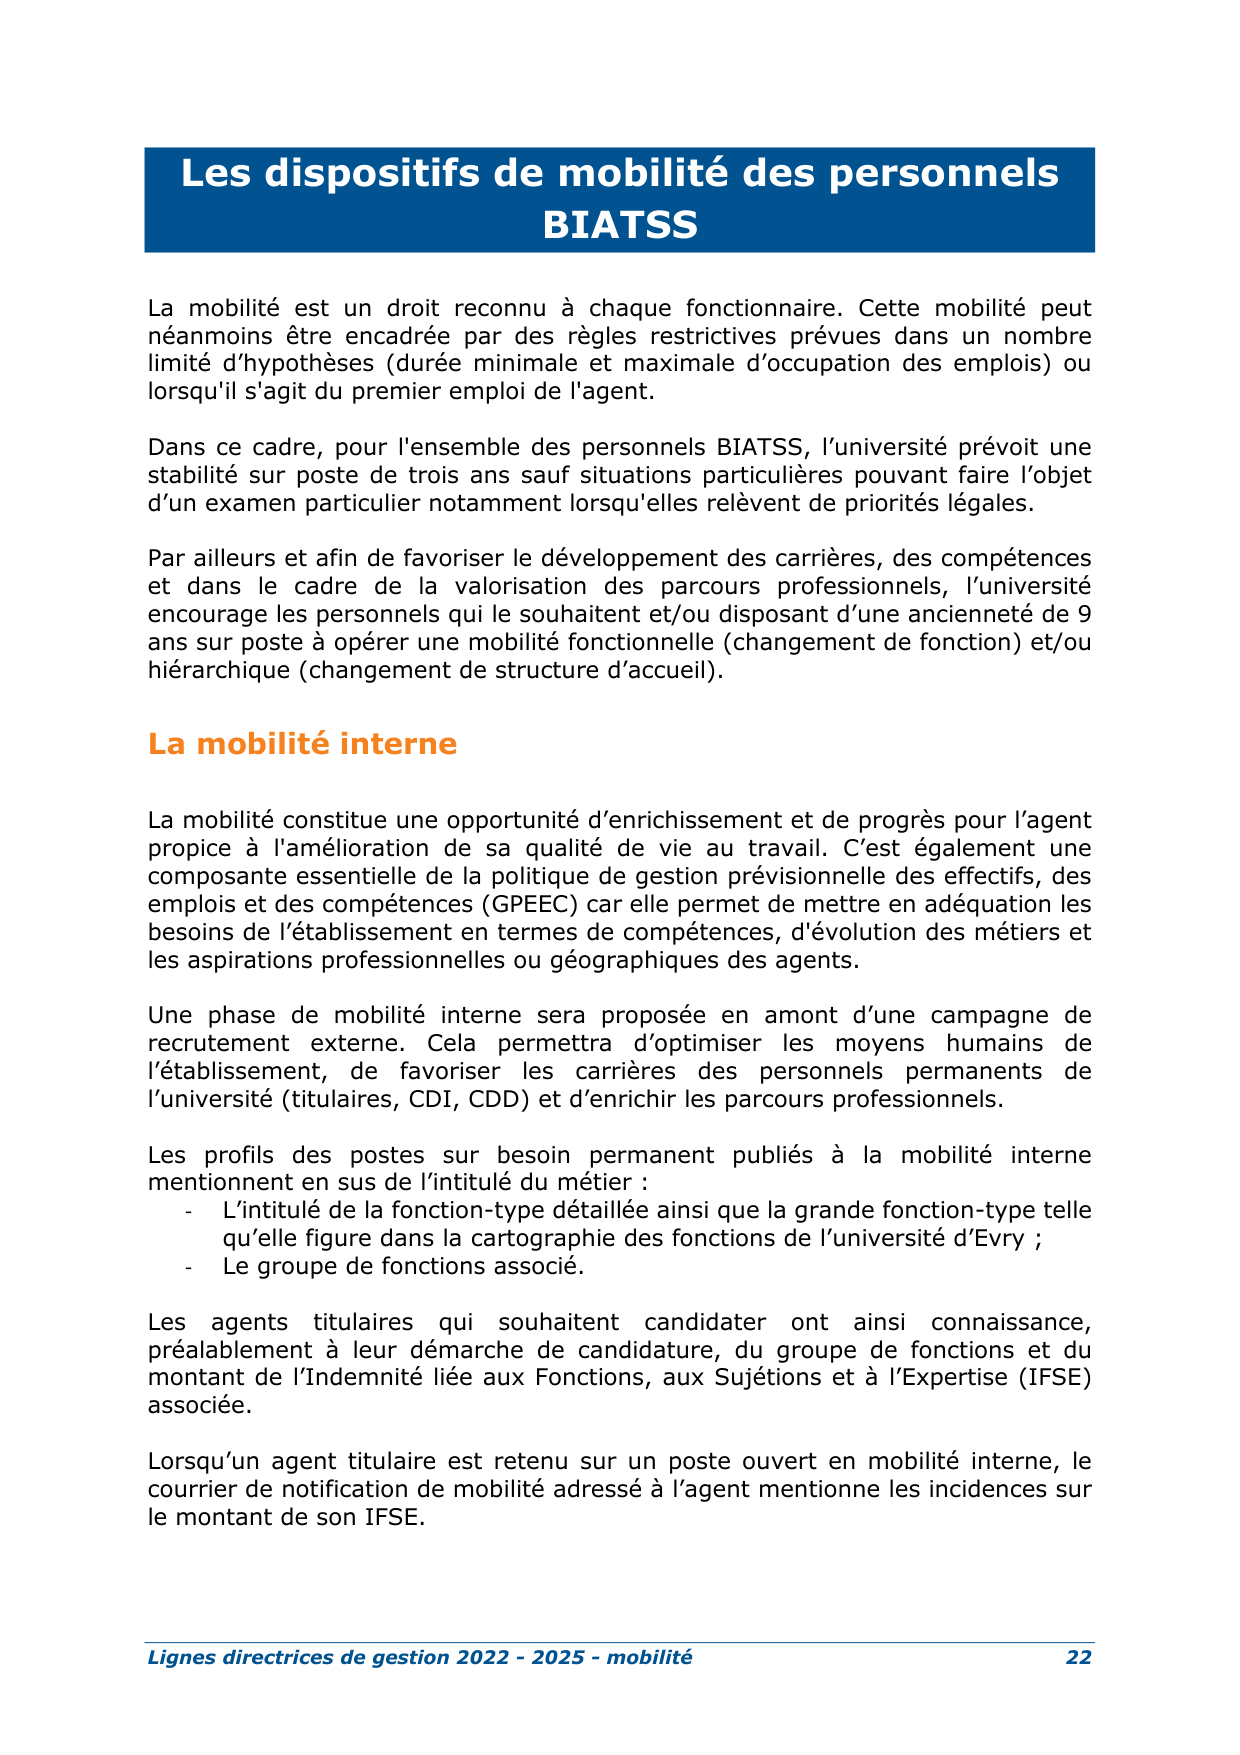 Les dispositifs de mobilité des personnels
BIATSS
La mobilité est un droit reconnu à chaque fonctionnaire. Cette mobilité peut
néanmoins être encadrée par des règles restrictives prévues dans un nombre
limité d’hypothèses (durée minimale et maximale d’occupation des emplois) ou
lorsqu'il s'agit du premier emploi de l'agent.
Dans ce cadre, pour l'ensemble des personnels BIATSS, l’université prévoit une
stabilité sur poste de trois ans sauf situations particulières pouvant faire l’objet
d’un examen particulier notamment lorsqu'elles relèvent de priorités légales.
Par ailleurs et afin de favoriser le développement des carrières, des compétences
et dans le cadre de la valorisation des parcours professionnels, l’université
encourage les personnels qui le souhaitent et/ou disposant d’une ancienneté de 9
ans sur poste à opérer une mobilité fonctionnelle (changement de fonction) et/ou
hiérarchique (changement de structure d’accueil).
La mobilité interne
La mobilité constitue une opportunité d’enrichissement et de progrès pour l’agent
propice à l'amélioration de sa qualité de vie au travail. C’est également une
composante essentielle de la politique de gestion prévisionnelle des effectifs, des
emplois et des compétences (GPEEC) car elle permet de mettre en adéquation les
besoins de l’établissement en termes de compétences, d'évolution des métiers et
les aspirations professionnelles ou géographiques des agents.
Une phase de mobilité interne sera proposée en amont d’une campagne de
recrutement externe. Cela permettra d’optimiser les moyens humains de
l’établissement, de favoriser les carrières des personnels permanents de
l’université (titulaires, CDI, CDD) et d’enrichir les parcours professionnels.
Les profils des postes sur besoin permanent publiés à la mobilité interne
mentionnent en sus de l’intitulé du métier :
- L’intitulé de la fonction-type détaillée ainsi que la grande fonction-type telle
qu’elle figure dans la cartographie des fonctions de l’université d’Evry ;
- Le groupe de fonctions associé.
Les agents titulaires qui souhaitent candidater ont ainsi connaissance,
préalablement à leur démarche de candidature, du groupe de fonctions et du
montant de l’Indemnité liée aux Fonctions, aux Sujétions et à l’Expertise (IFSE)
associée.
Lorsqu’un agent titulaire est retenu sur un poste ouvert en mobilité interne, le
courrier de notification de mobilité adressé à l’agent mentionne les incidences sur
le montant de son IFSE.
Lignes directrices de gestion 2022 - 2025 - mobilité 22